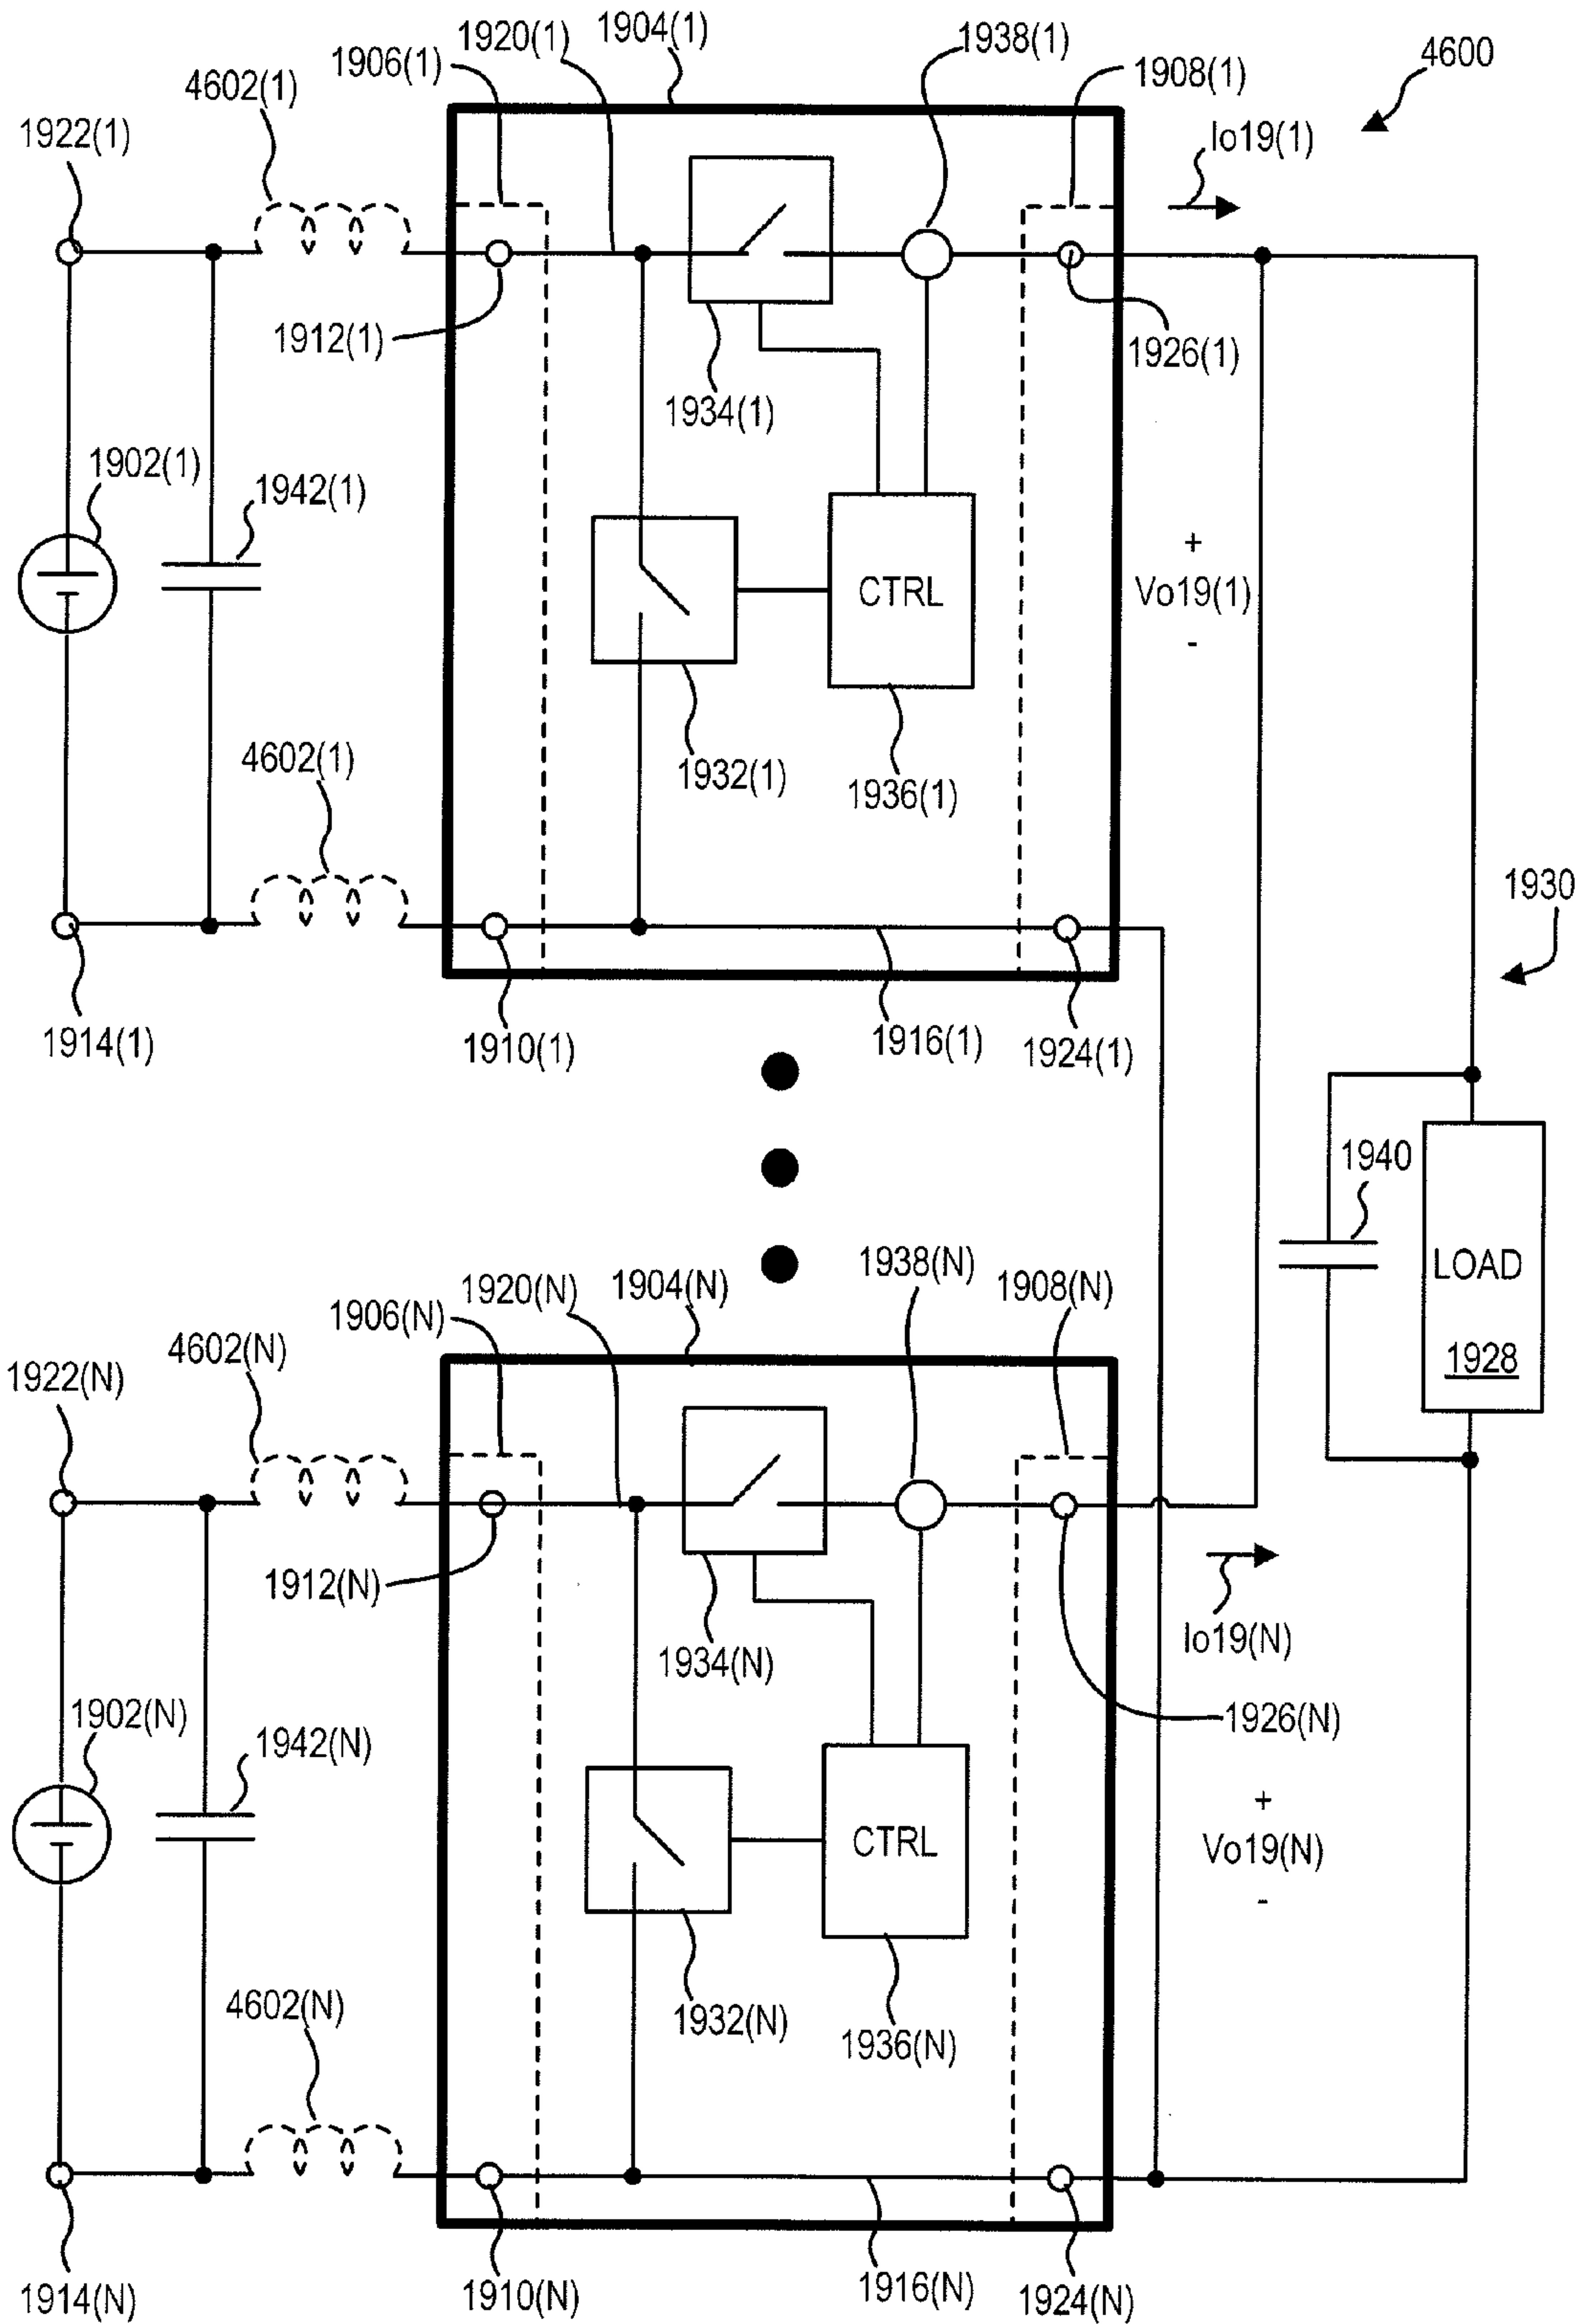 1920(1)
1904(1)
1938(1)
4600
1906(1)
1908(1)
4602(1)
1922(1)
Io19(1)
1912(1)
1926(1)
1934(1)
1902(1)
1942(1)
+
CTRL
Vo19(1)
-
4602(1)
1932(1)
1936(1)
1930
1914(1)
1910(1)
1916(1)
1924(1)
1940
LOAD
1928
1938(N)
1920(N)
1904(N)
1908(N)
1906(N)
4602(N)
1922(N)
1912(N)
Io19(N)
1934(N)
1902(N)
1926(N)
1942(N)
+
CTRL
Vo19(N)
-
4602(N)
1932(N)
1936(N)
1914(N)
1910(N)
1916(N)
1924(N)